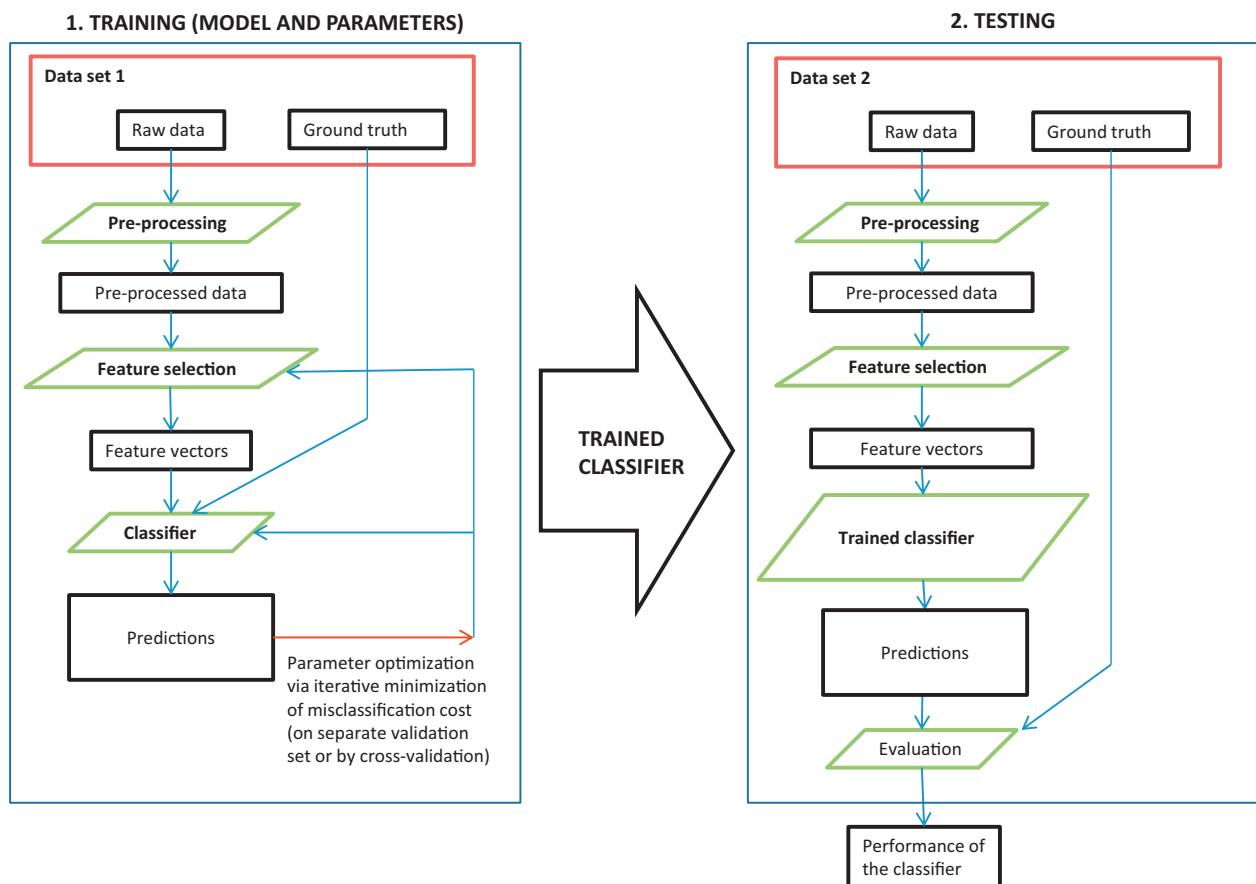 1. TRAINING (MODEL AND PARAMETERS)
Data set 1
Raw data
Ground truth
Pre-processing
Pre-processed data
Feature selection
Feature vectors
Classifier
Predictions
Parameter optimization
via iterative minimization
of misclassification cost
(on separate validation
set or by cross-validation)
TRAINED
CLASSIFIER
2. TESTING
Data set 2
Raw data
Ground truth
Pre-processing
Pre-processed data
Feature selection
Feature vectors
Trained classifier
Predictions
Evaluation
Performance of
the classifier